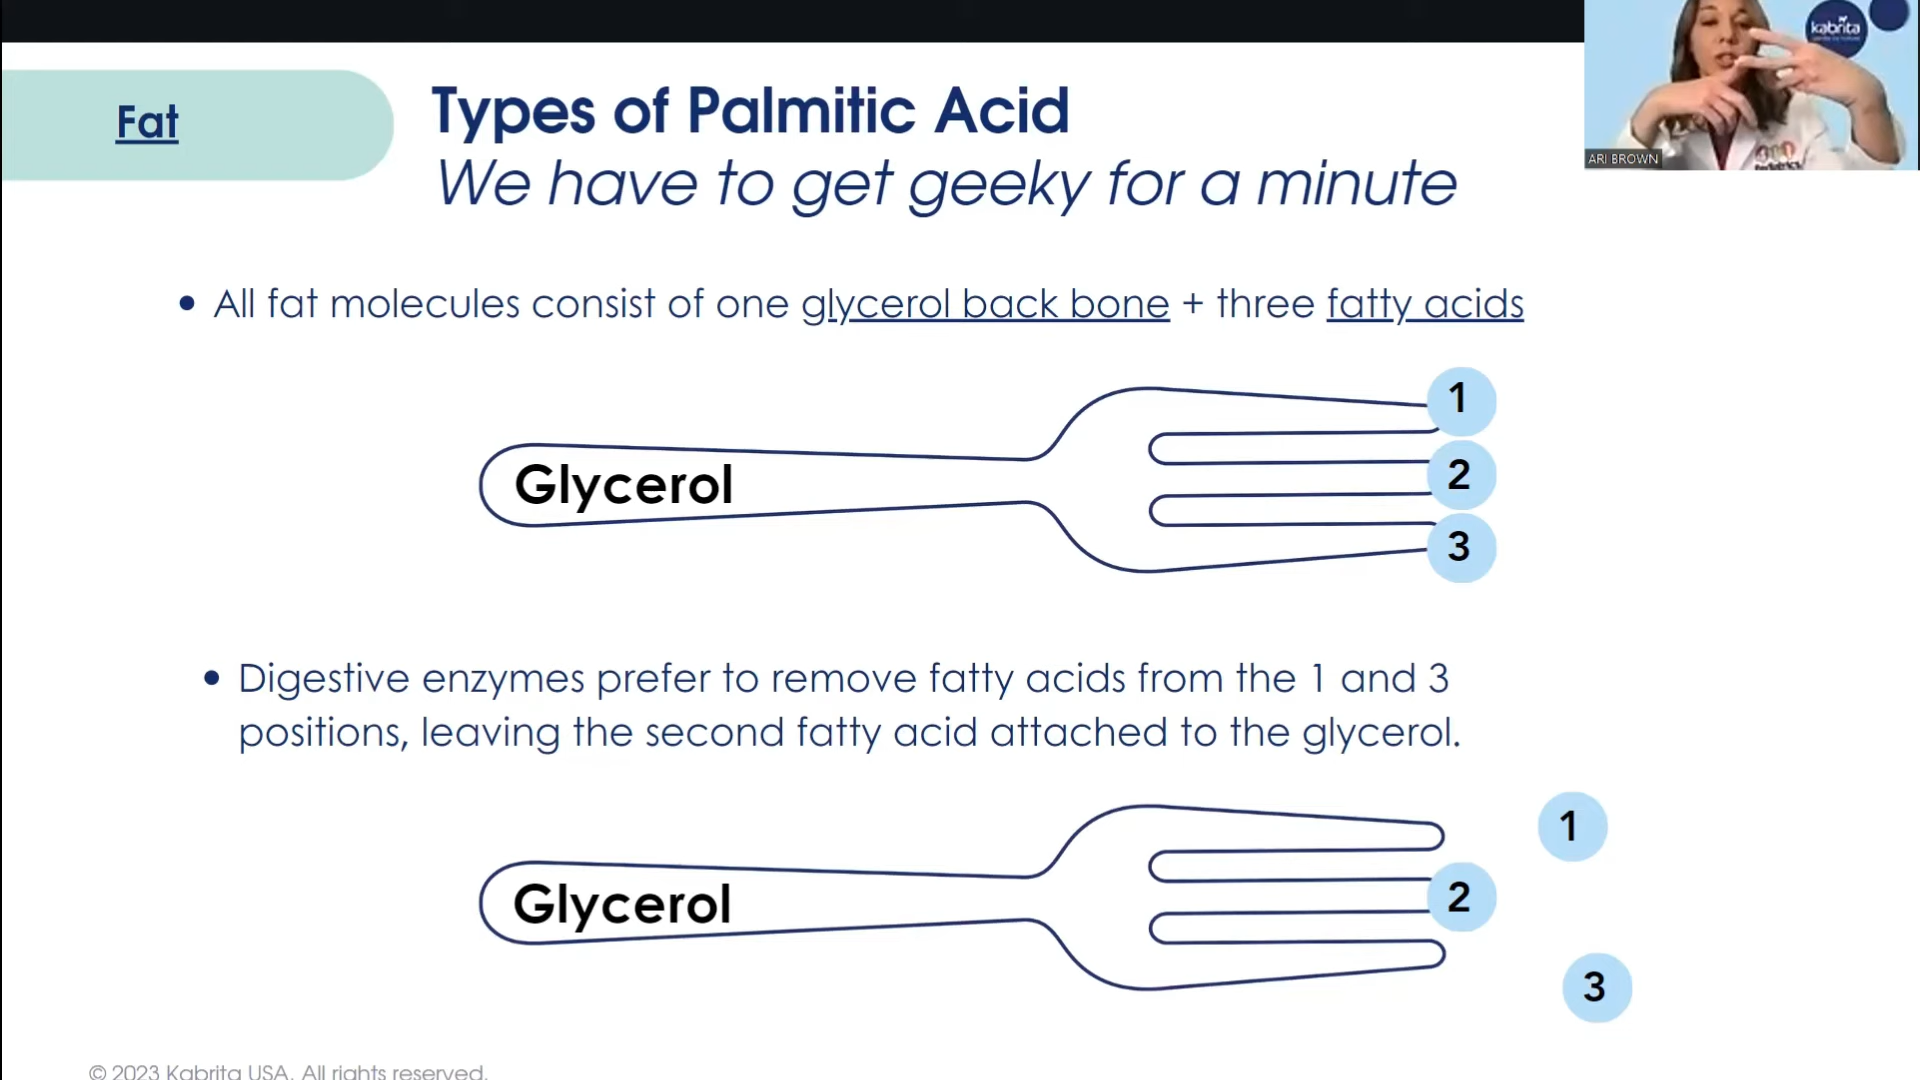 kabrita
Fat
Types of Palmitic Acid
We have to get geeky for a minute
ARI BROWN
Pediatrics
• All fat molecules consist of one glycerol back bone + three fatty acids
1
Glycerol
2
3
• Digestive enzymes prefer to remove fatty acids from the 1 and 3
positions, leaving the second fatty acid attached to the glycerol.
1
Glycerol
2
3
© 2023 Kabrita USA. All rights reserved.